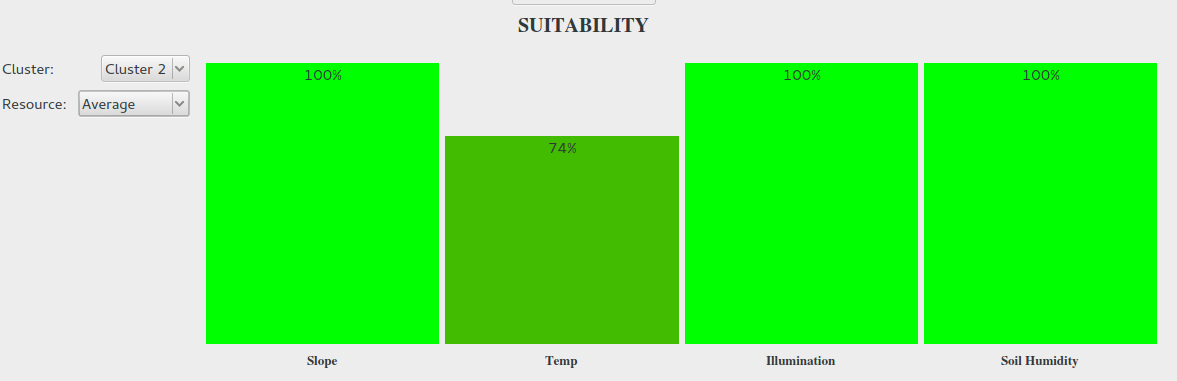 SUITABILITY
Cluster: Cluster 2
Resource: Average
100% 74% 100% 100%
Slope Temp Illumination Soil Humidity